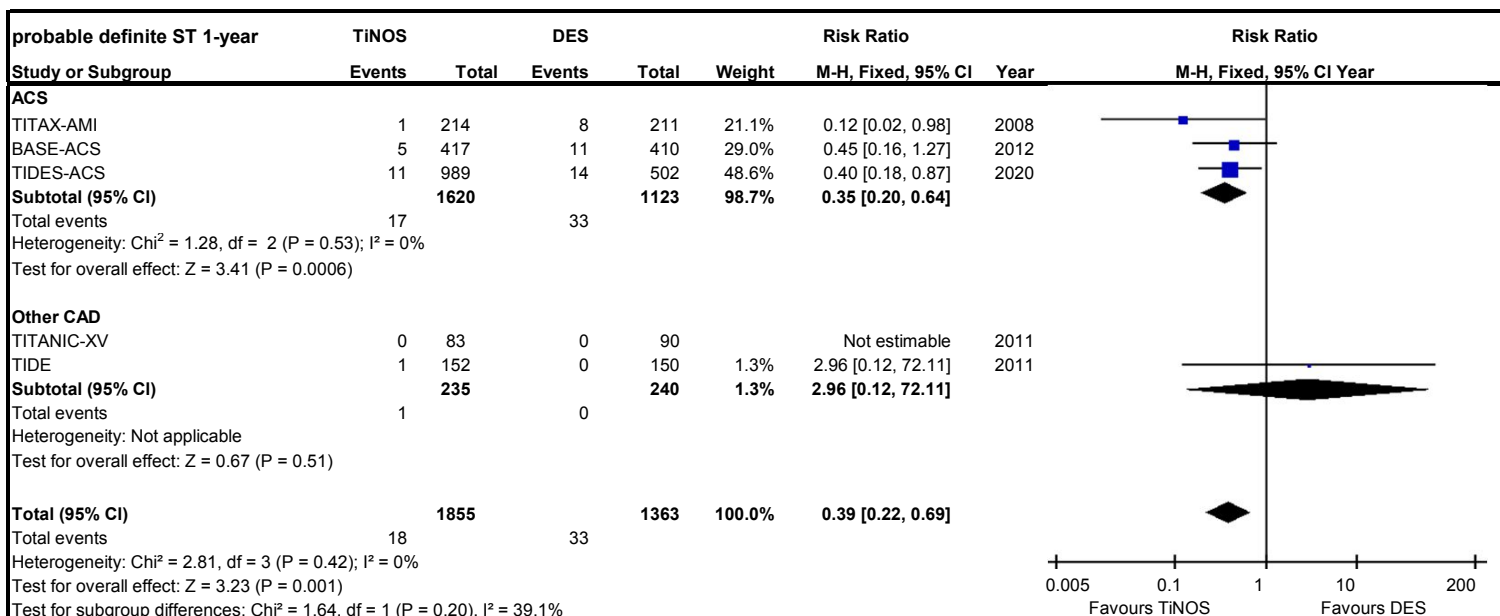 probable definite ST 1-year TiNOS DES Risk Ratio Risk Ratio
Study or Subgroup Events Total Events Total Weight M-H, Fixed, 95% CI Year M-H, Fixed, 95% CI Year
ACS
TITAX-AMI 1 214 8 211 21.1% 0.12 [0.02, 0.98] 2008
BASE-ACS 5 417 11 410 29.0% 0.45 [0.16, 1.27] 2012
TIDES-ACS 11 989 14 502 48.6% 0.40 [0.18, 0.87] 2020
Subtotal (95% CI) 1620 1123 98.7% 0.35 [0.20, 0.64]
Total events 17 33
Heterogeneity: Chi² = 1.28, df = 2 (P = 0.53); I² = 0%
Test for overall effect: Z = 3.41 (P = 0.0006)
Other CAD
TITANIC-XV 0 83 0 90 Not estimable 2011
TIDE 1 152 0 150 1.3% 2.96 [0.12, 72.11] 2011
Subtotal (95% CI) 235 240 1.3% 2.96 [0.12, 72.11]
Total events 1 0
Heterogeneity: Not applicable
Test for overall effect: Z = 0.67 (P = 0.51)
Total (95% CI) 1855 1363 100.0% 0.39 [0.22, 0.69]
Total events 18 33
Heterogeneity: Chi² = 2.81, df = 3 (P = 0.42); I² = 0%
Test for overall effect: Z = 3.23 (P = 0.001)
Test for subgroup differences: Chi² = 1.64, df = 1 (P = 0.20), I² = 39.1%
0.005 0.1 1 10 200
Favours TiNOS Favours DES